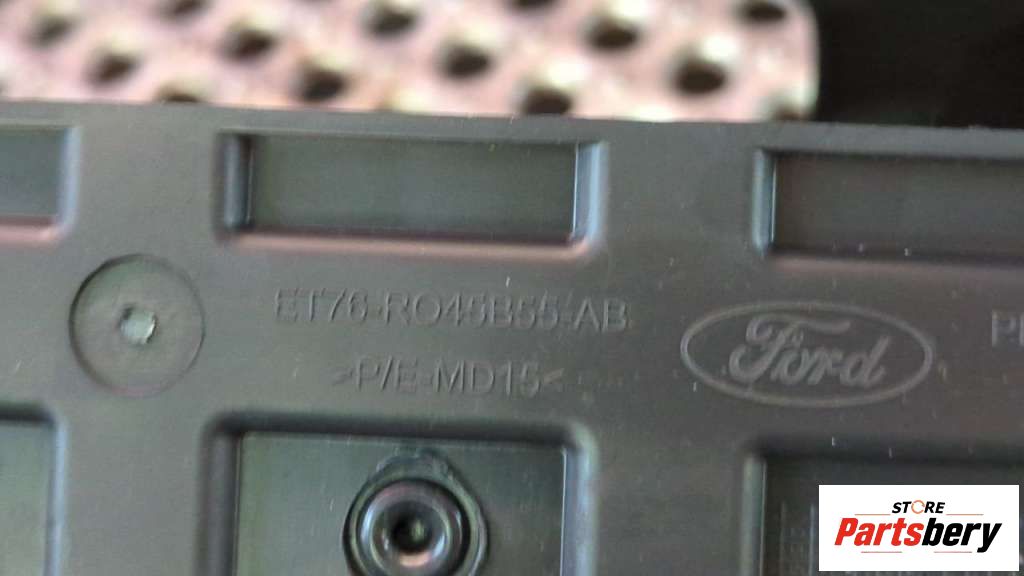 ET76-R045B55-AB
>P/E-MD15<
Ford
STORE
Partsbery